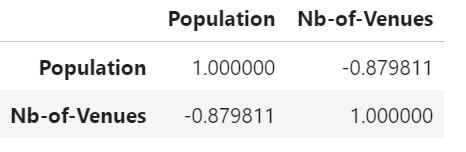 Population Nb-of-Venues
Population 1.000000 -0.879811
Nb-of-Venues -0.879811 1.000000